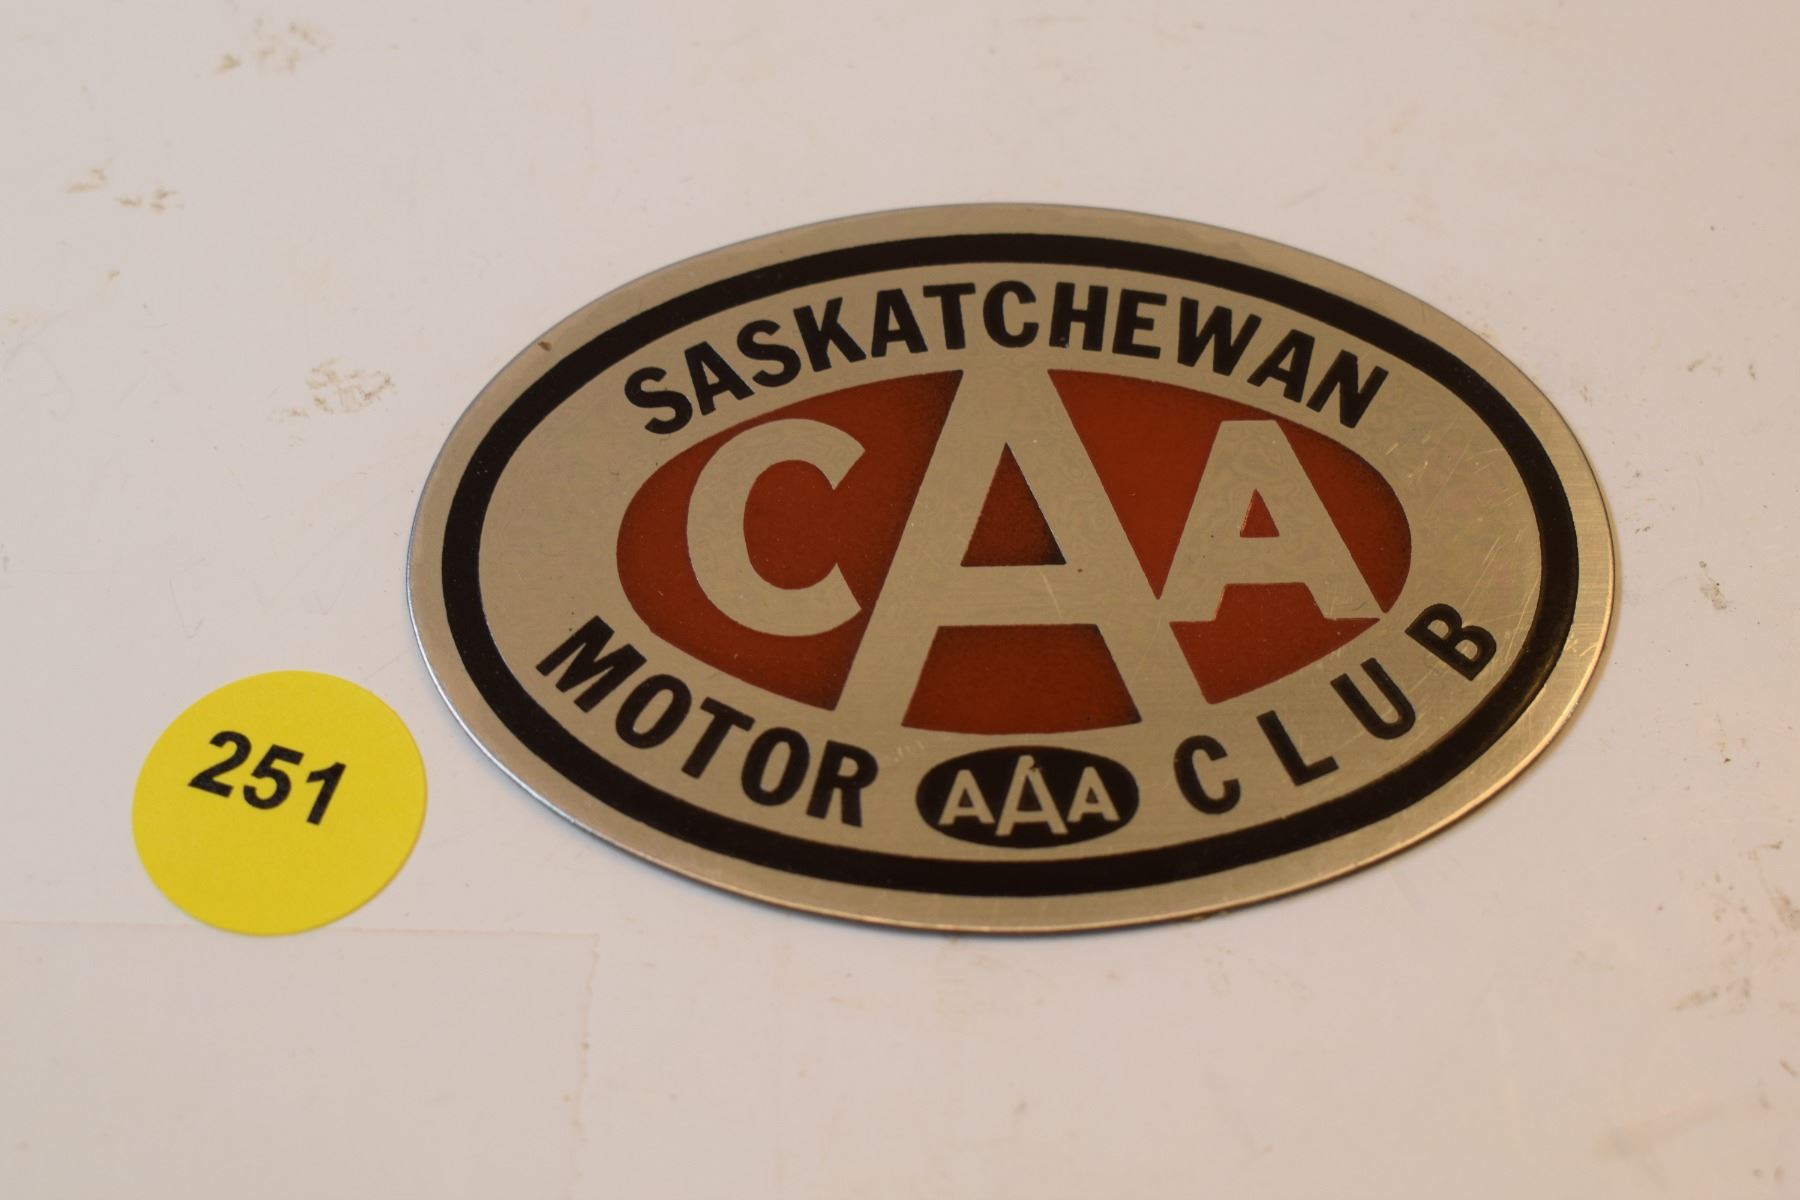 SASKATCHEWAN
CAA
MOTOR AAA CLUB
251